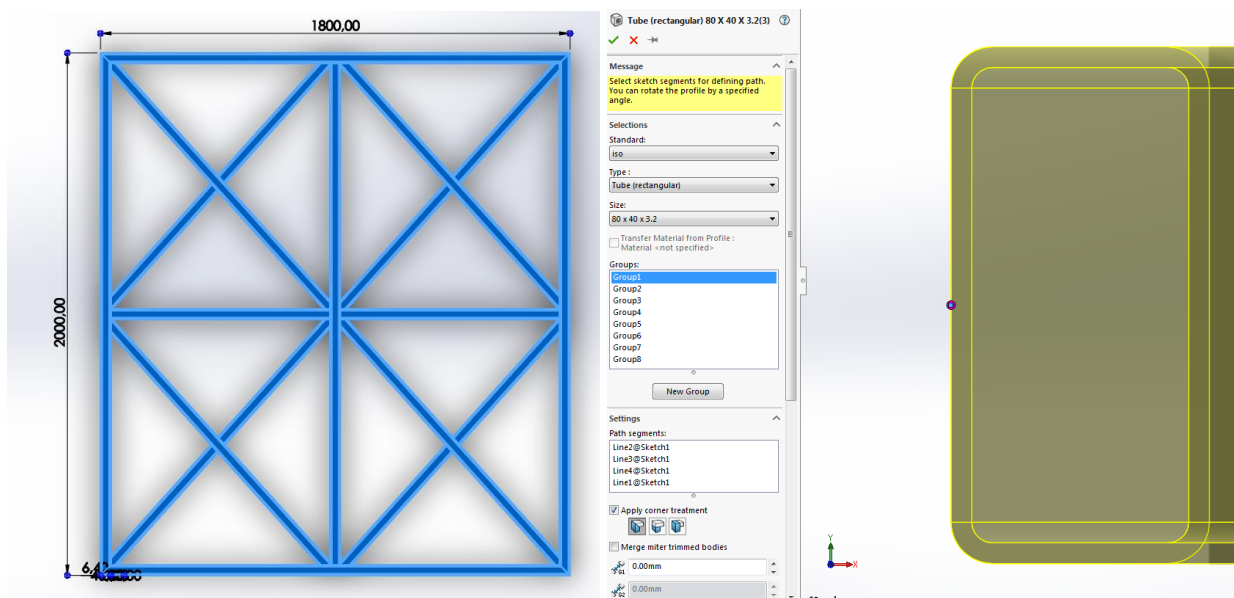 1800,00
2000,00
Tube (rectangular) 80 X 40 X 3.2(3)
Message
Select sketch segments for defining path.
You can rotate the profile by a specified
angle.
Selections
Standard:
iso
Type :
Tube (rectangular)
Size:
80 x 40 x 3.2
Transfer Material from Profile :
Material <not specified>
Groups:
Group1
Group2
Group3
Group4
Group5
Group6
Group7
Group8
New Group
Settings
Path segments:
Line2@Sketch1
Line3@Sketch1
Line4@Sketch1
Line1@Sketch1
Apply corner treatment
Merge miter trimmed bodies
G1
0.00mm
G2
0.00mm
Y
X